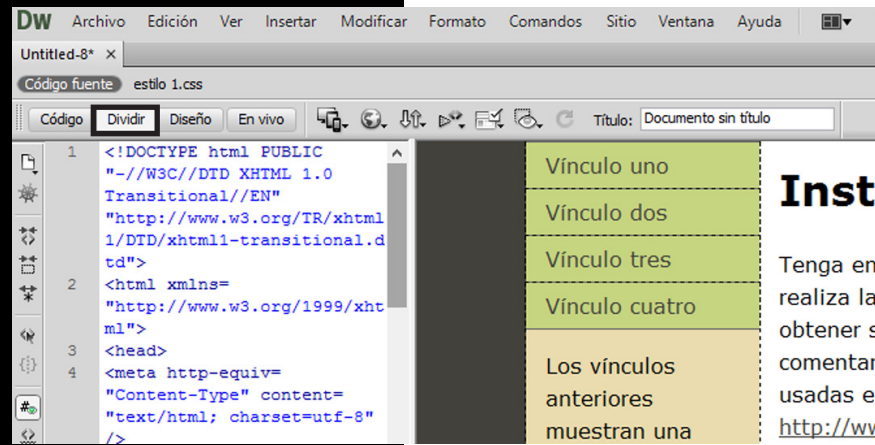 Dw Archivo Edición Ver Insertar Modificar Formato Comandos Sitio Ventana Ayuda
Untitled-8* ×
Código fuente estilo 1.css
Código Dividir Diseño En vivo Título: Documento sin título
1 <!DOCTYPE html PUBLIC
"-//W3C//DTD XHTML 1.0
Transitional//EN"
"http://www.w3.org/TR/xhtml
1/DTD/xhtml1-transitional.d
td">
2 <html xmlns=
"http://www.w3.org/1999/xht
ml">
3 <head>
4 <meta http-equiv=
"Content-Type" content=
"text/html; charset=utf-8"
/>
Vínculo uno
Vínculo dos
Vínculo tres
Vínculo cuatro
Los vínculos
anteriores
muestran una
Inst
Tenga en
realiza la
obtener s
comentar
usadas e
http://ww